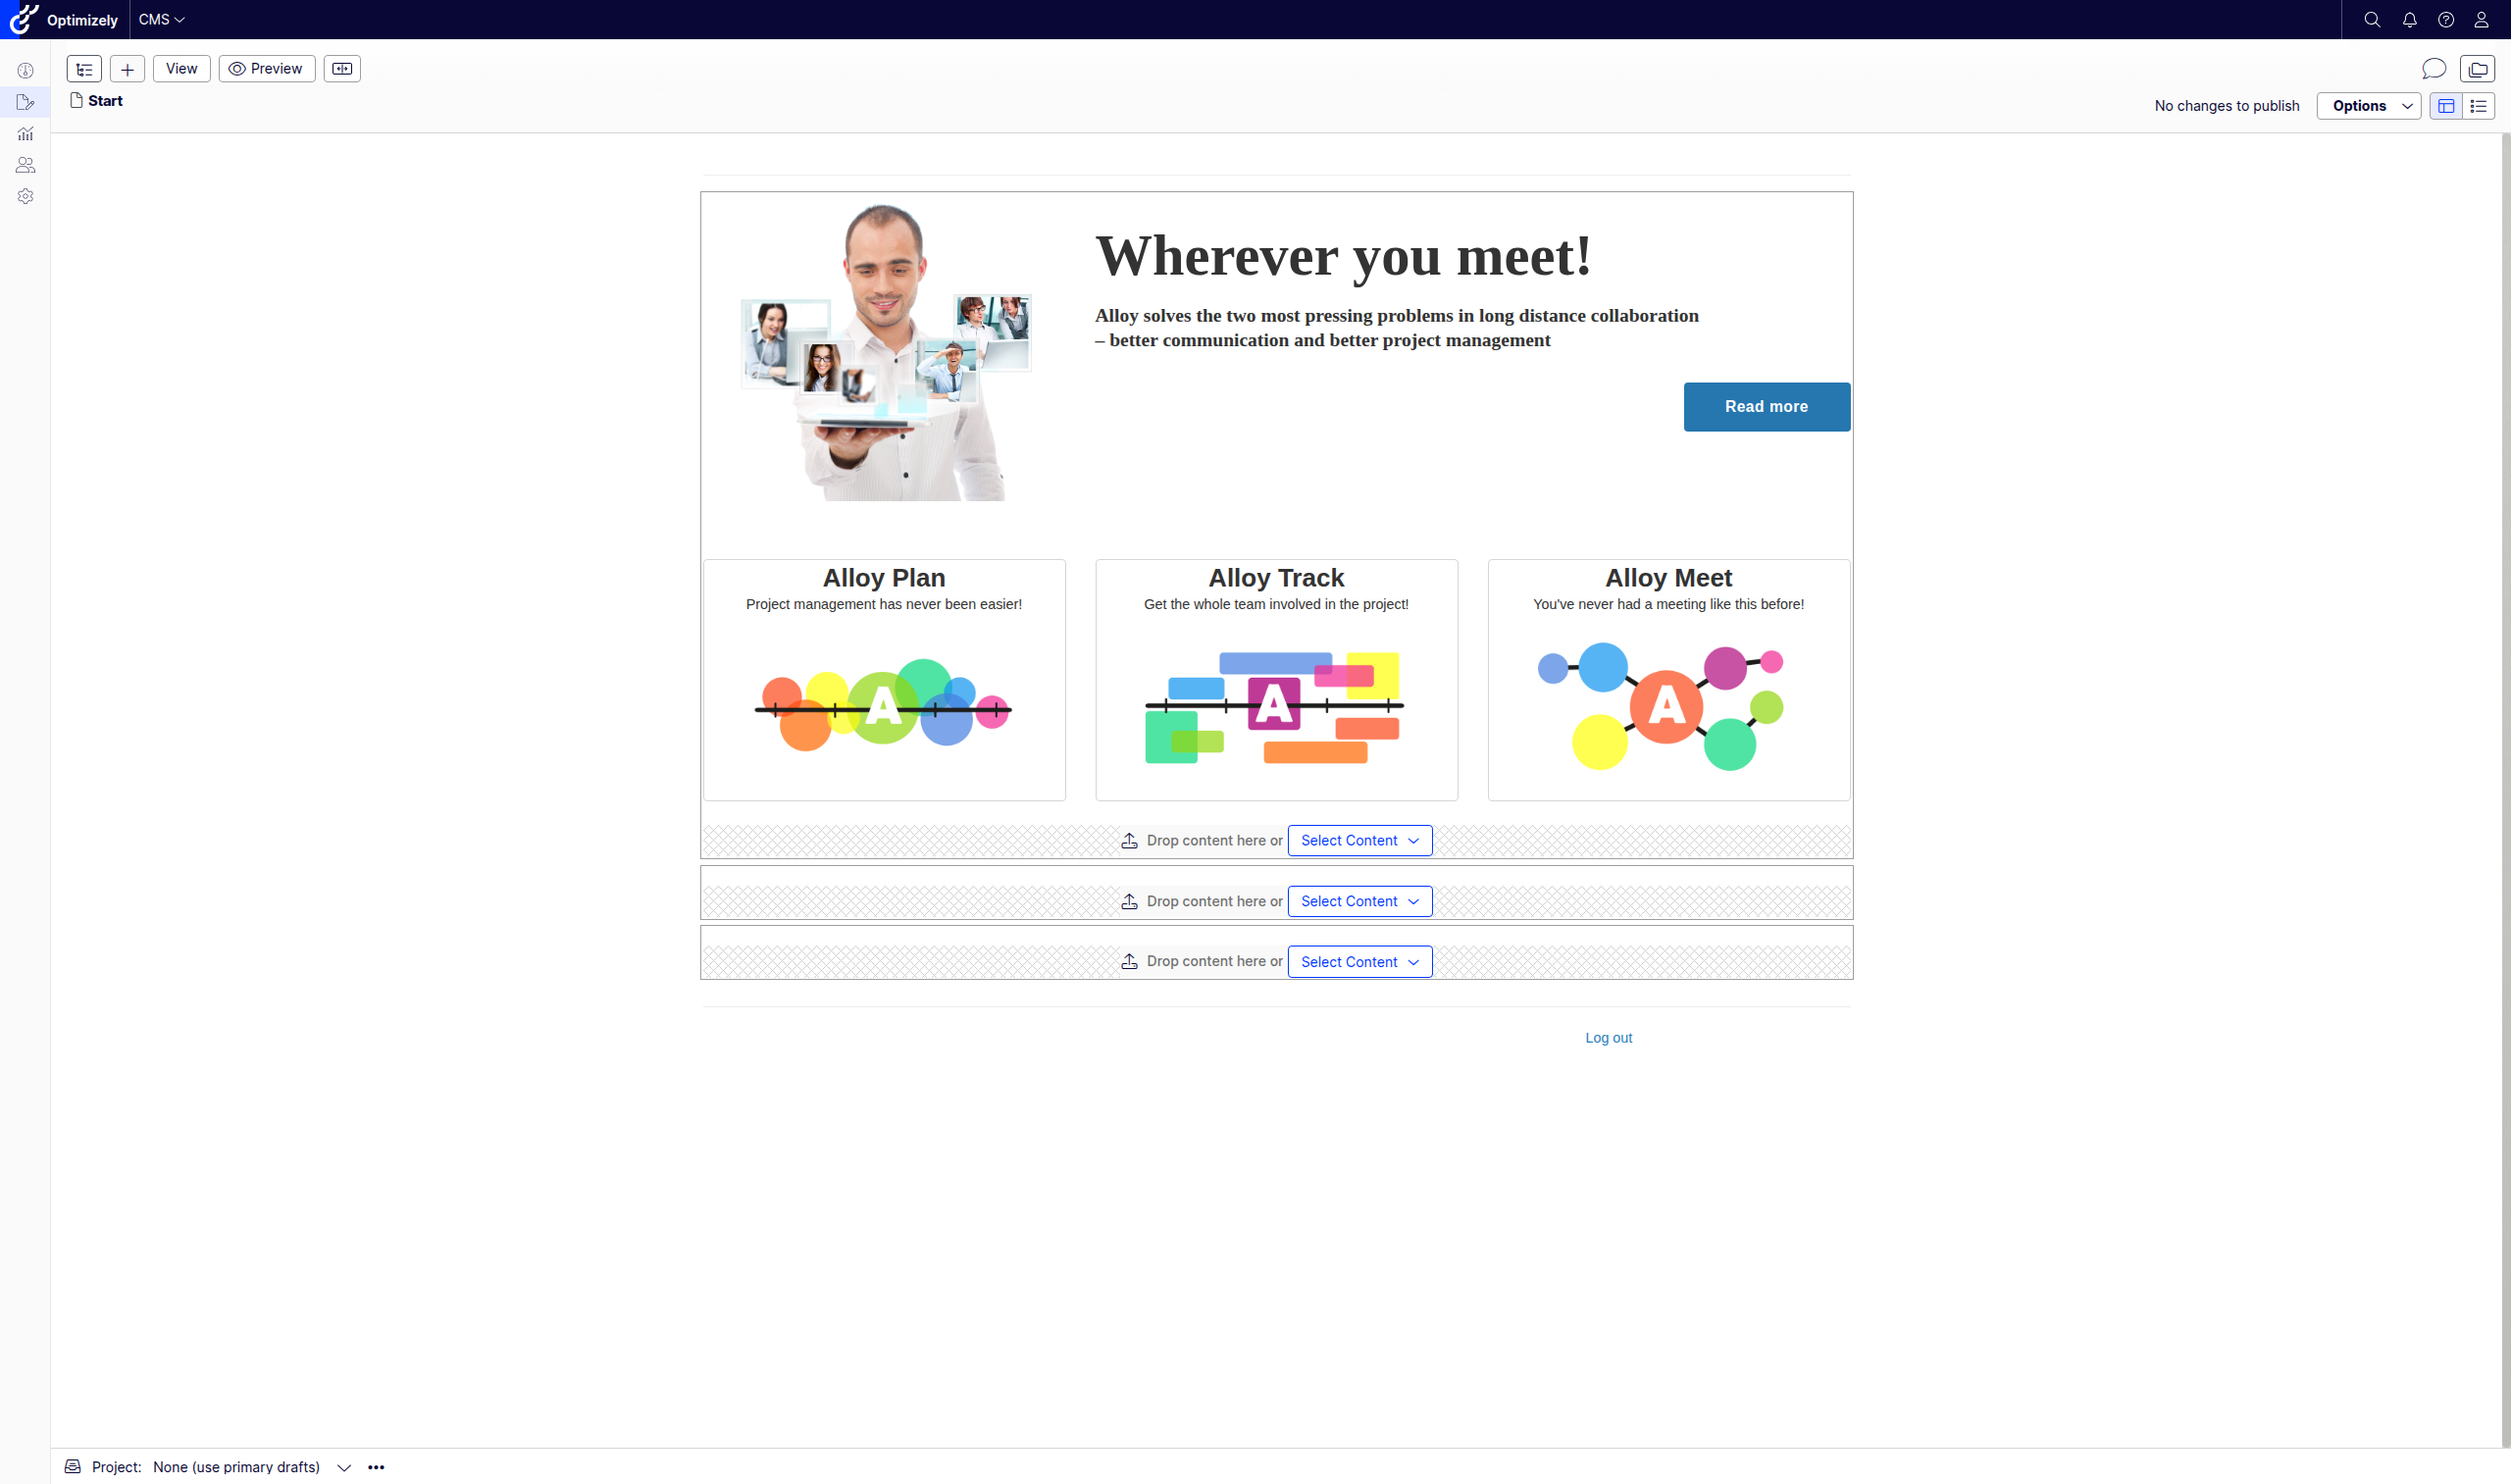 Optimizely
CMS
View
Preview
Start
No changes to publish
Options
Wherever you meet!
Alloy solves the two most pressing problems in long distance collaboration
– better communication and better project management
Read more
Alloy Plan
Project management has never been easier!
A
Alloy Track
Get the whole team involved in the project!
A
Alloy Meet
You've never had a meeting like this before!
A
Drop content here or Select Content
Drop content here or Select Content
Drop content here or Select Content
Log out
Project: None (use primary drafts)